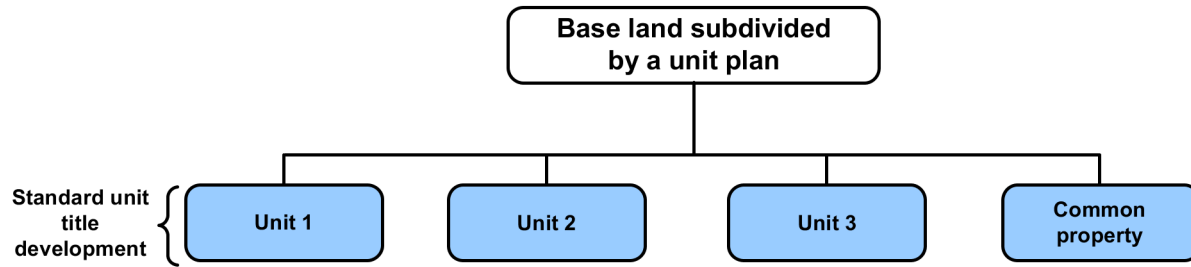 Base land subdivided
by a unit plan
Standard unit
title
development
Unit 1
Unit 2
Unit 3
Common
property